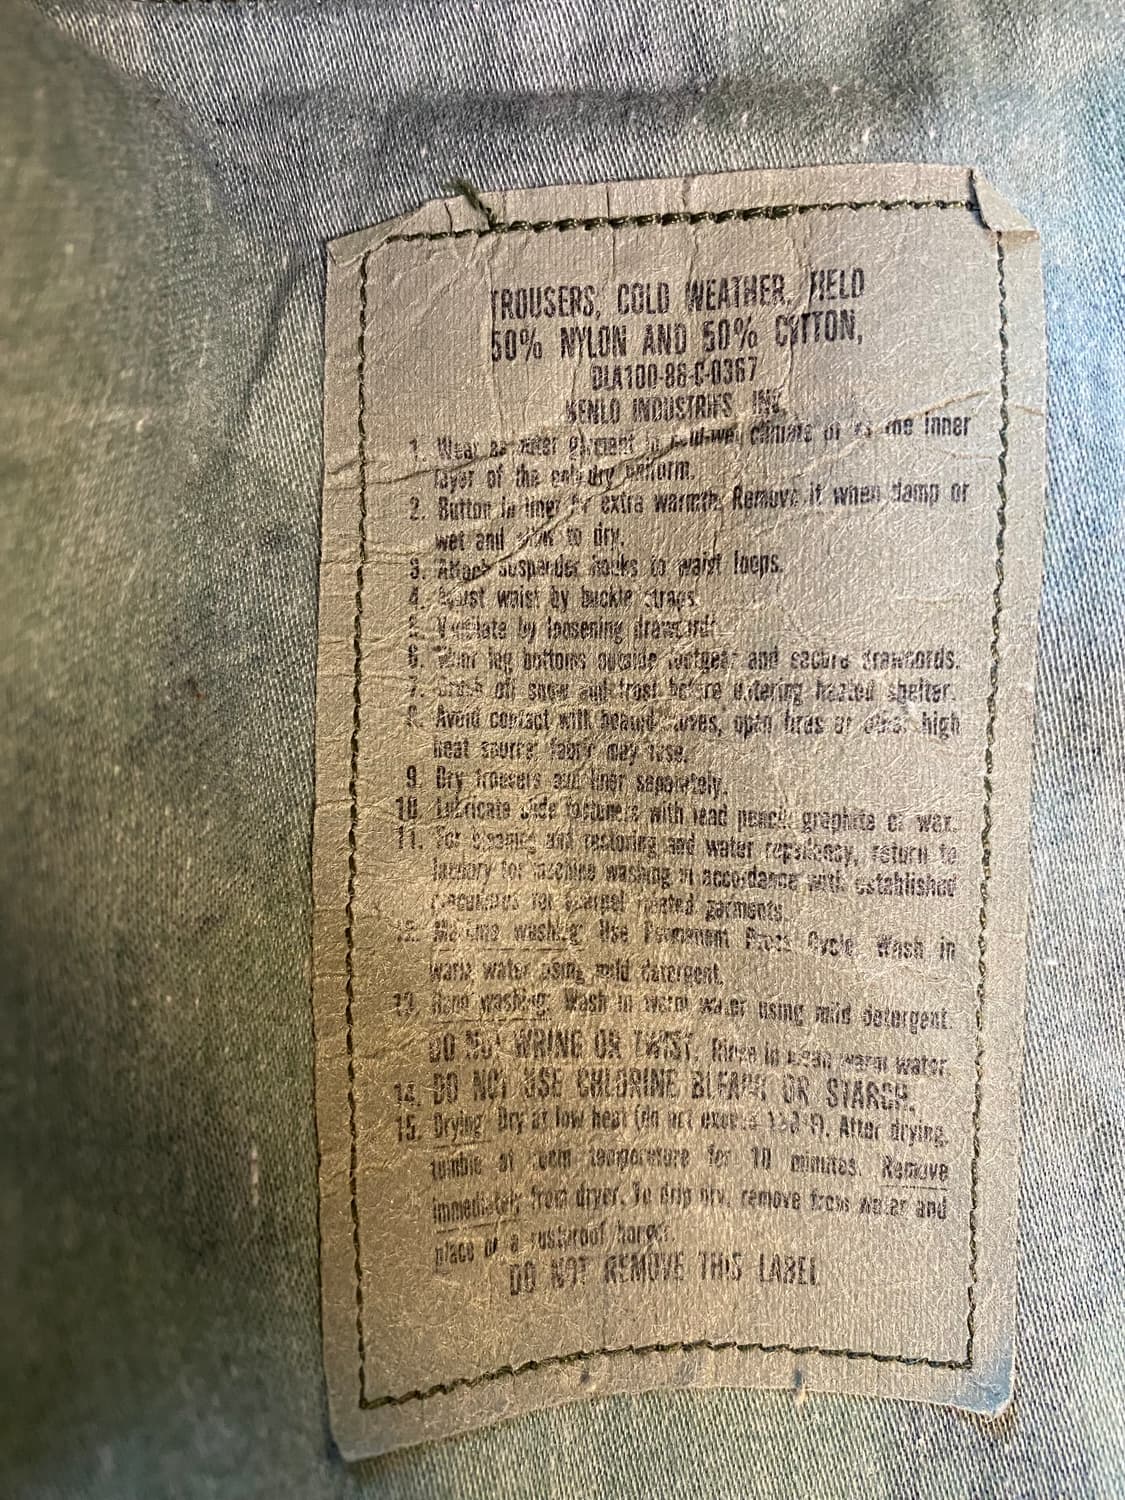 TROUSERS, COLD WEATHER, FIELD
50% NYLON AND 50% COTTON,
DLA100-86-C-0367
KENLO INDUSTRIES, INC.
1. Wear as outer garment in cold-wet climate or as the inner
layer of the cold-dry uniform.
2. Button in liner for extra warmth. Remove it when damp or
wet and allow to dry.
3. Attach suspender hooks to waist loops.
4. Adjust waist by buckle straps.
5. Ventilate by loosening drawcords.
6. Wear leg bottoms outside footgear and secure drawcords.
7. Brush off snow and frost before entering heated shelter.
8. Avoid contact with heated stoves, open fires or other high
heat source; fabric may fuse.
9. Dry trousers and liner separately.
10. Lubricate slide fasteners with lead pencil graphite or wax.
11. For cleaning and restoring and water repellency, return to
laundry for machine washing in accordance with established
procedures for treated garments.
12. Machine washing: Use Permanent Press Cycle. Wash in
warm water using mild detergent.
13. Hand washing: Wash in warm water using mild detergent.
DO NOT WRING OR TWIST. Rinse in clean warm water.
14. DO NOT USE CHLORINE BLEACH OR STARCH.
15. Drying: Dry at low heat (do not exceed After drying,
tumble at room temperature for 10 minutes. Remove
immediately from dryer. To drip dry, remove from water and
place on a rustproof hanger.
DO NOT REMOVE THIS LABEL